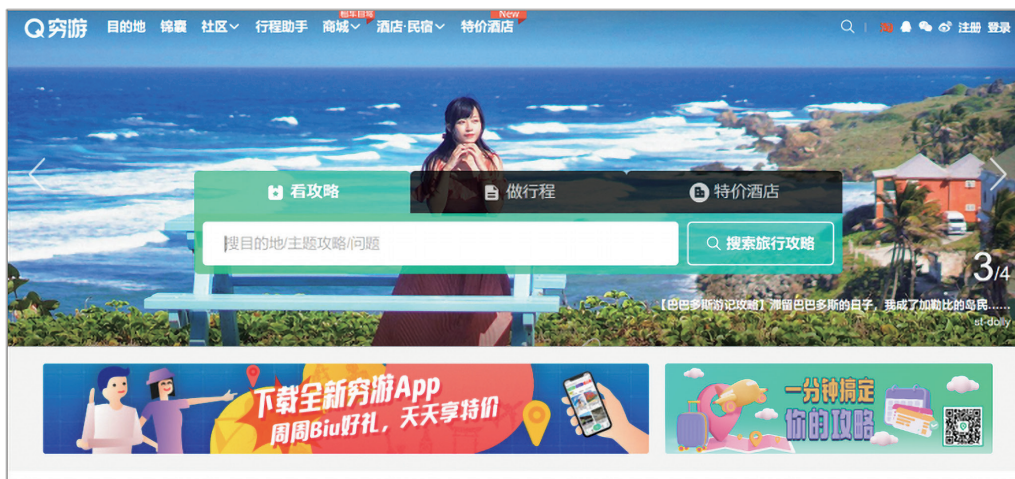 租车自驾
New
穷游
目的地 锦囊 社区 行程助手 商城 酒店·民宿 特价酒店
注册 登录
看攻略
做行程
特价酒店
搜目的地/主题攻略/问题
搜索旅行攻略
3/4
【巴巴多斯游记攻略】滞留巴巴多斯的日子，我成了加勒比的岛民……
st-dolly
下载全新穷游App
周周Biu好礼，天天享特价
一分钟搞定
你的攻略